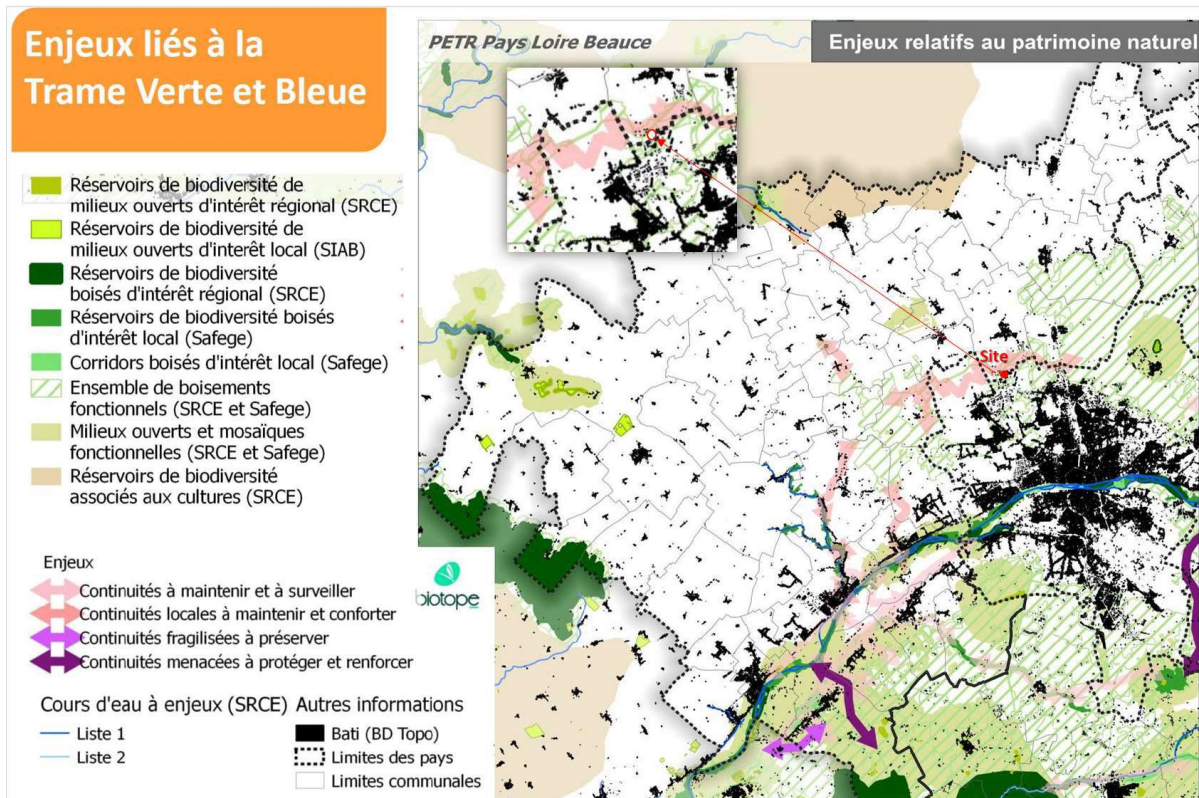 Enjeux liés à la
Trame Verte et Bleue
PETR Pays Loire Beauce
Enjeux relatifs au patrimoine naturel
Réservoirs de biodiversité de
milieux ouverts d'intérêt régional (SRCE)
Réservoirs de biodiversité de
milieux ouverts d'interêt local (SIAB)
Réservoirs de biodiversité
boisés d'intérêt régional (SRCE)
Réservoirs de biodiversité boisés
d'intérêt local (Safege)
Corridors boisés d'intérêt local (Safege)
Ensemble de boisements
fonctionnels (SRCE et Safege)
Milieux ouverts et mosaïques
fonctionnelles (SRCE et Safege)
Réservoirs de biodiversité
associés aux cultures (SRCE)
Enjeux
Continuités à maintenir et à surveiller
Continuités locales à maintenir et conforter
Continuités fragilisées à préserver
Continuités menacées à protéger et renforcer
Cours d'eau à enjeux (SRCE)
Liste 1
Liste 2
Autres informations
Bati (BD Topo)
Limites des pays
Limites communales
biotope
Site